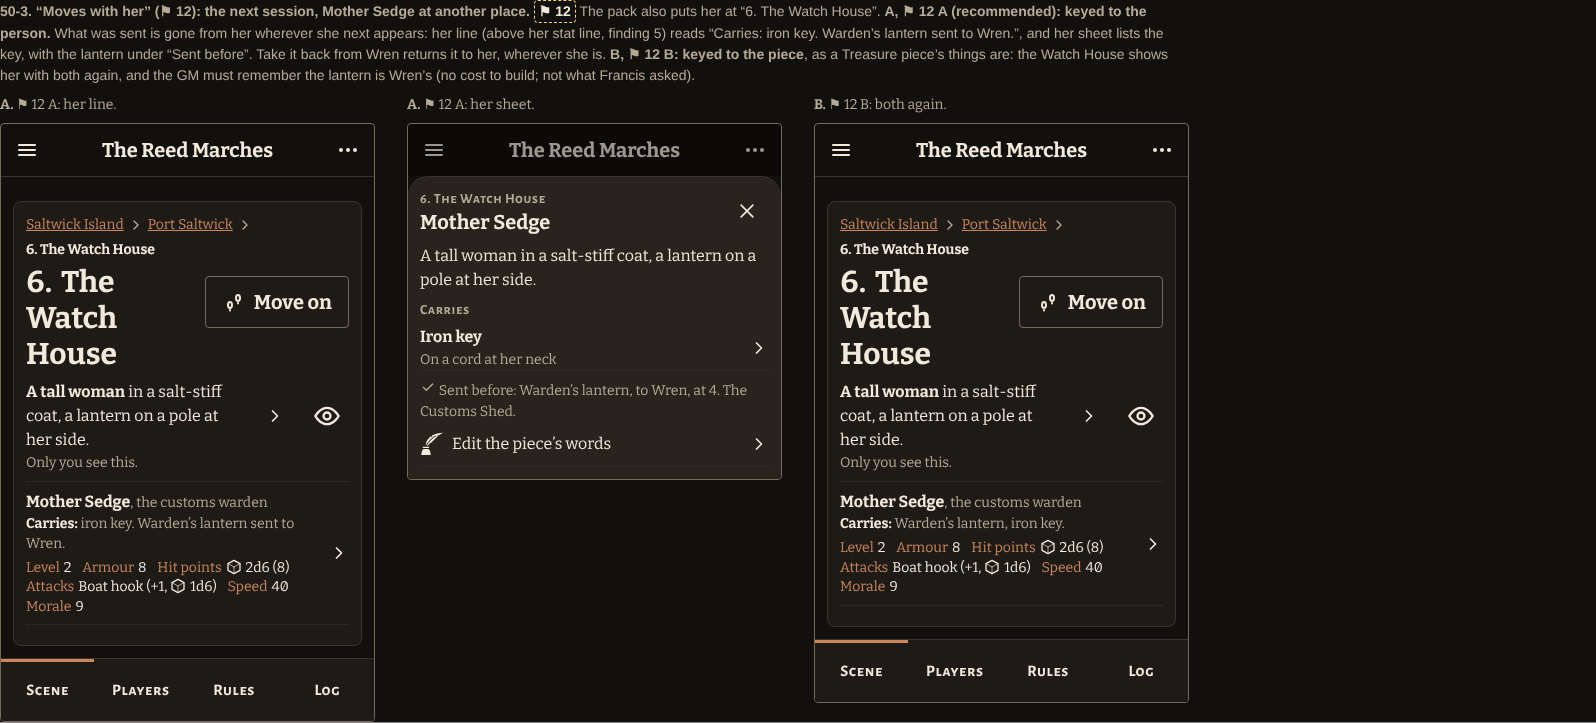 50-3. “Moves with her” (⚑ 12): the next session, Mother Sedge at another place. ⚑ 12 The pack also puts her at “6. The Watch House”. A, ⚑ 12 A (recommended): keyed to the
person. What was sent is gone from her wherever she next appears: her line (above her stat line, finding 5) reads “Carries: iron key. Warden’s lantern sent to Wren.”, and her sheet lists the
key, with the lantern under “Sent before”. Take it back from Wren returns it to her, wherever she is. B, ⚑ 12 B: keyed to the piece, as a Treasure piece’s things are: the Watch House shows
her with both again, and the GM must remember the lantern is Wren’s (no cost to build; not what Francis asked).
A. ⚑ 12 A: her line.
The Reed Marches
Saltwick Island > Port Saltwick >
6. The Watch House
6. The
Watch
House
Move on
A tall woman in a salt-stiff
coat, a lantern on a pole at
her side.
Only you see this.
Mother Sedge, the customs warden
Carries: iron key. Warden’s lantern sent to
Wren.
Level 2 Armour 8 Hit points 2d6 (8)
Attacks Boat hook (+1, 1d6) Speed 40
Morale 9
Scene Players Rules Log
A. ⚑ 12 A: her sheet.
The Reed Marches
6. The Watch House
Mother Sedge
A tall woman in a salt-stiff coat, a lantern on a
pole at her side.
Carries
Iron key
On a cord at her neck
Sent before: Warden’s lantern, to Wren, at 4. The
Customs Shed.
Edit the piece’s words
B. ⚑ 12 B: both again.
The Reed Marches
Saltwick Island > Port Saltwick >
6. The Watch House
6. The
Watch
House
Move on
A tall woman in a salt-stiff
coat, a lantern on a pole at
her side.
Only you see this.
Mother Sedge, the customs warden
Carries: Warden’s lantern, iron key.
Level 2 Armour 8 Hit points 2d6 (8)
Attacks Boat hook (+1, 1d6) Speed 40
Morale 9
Scene Players Rules Log